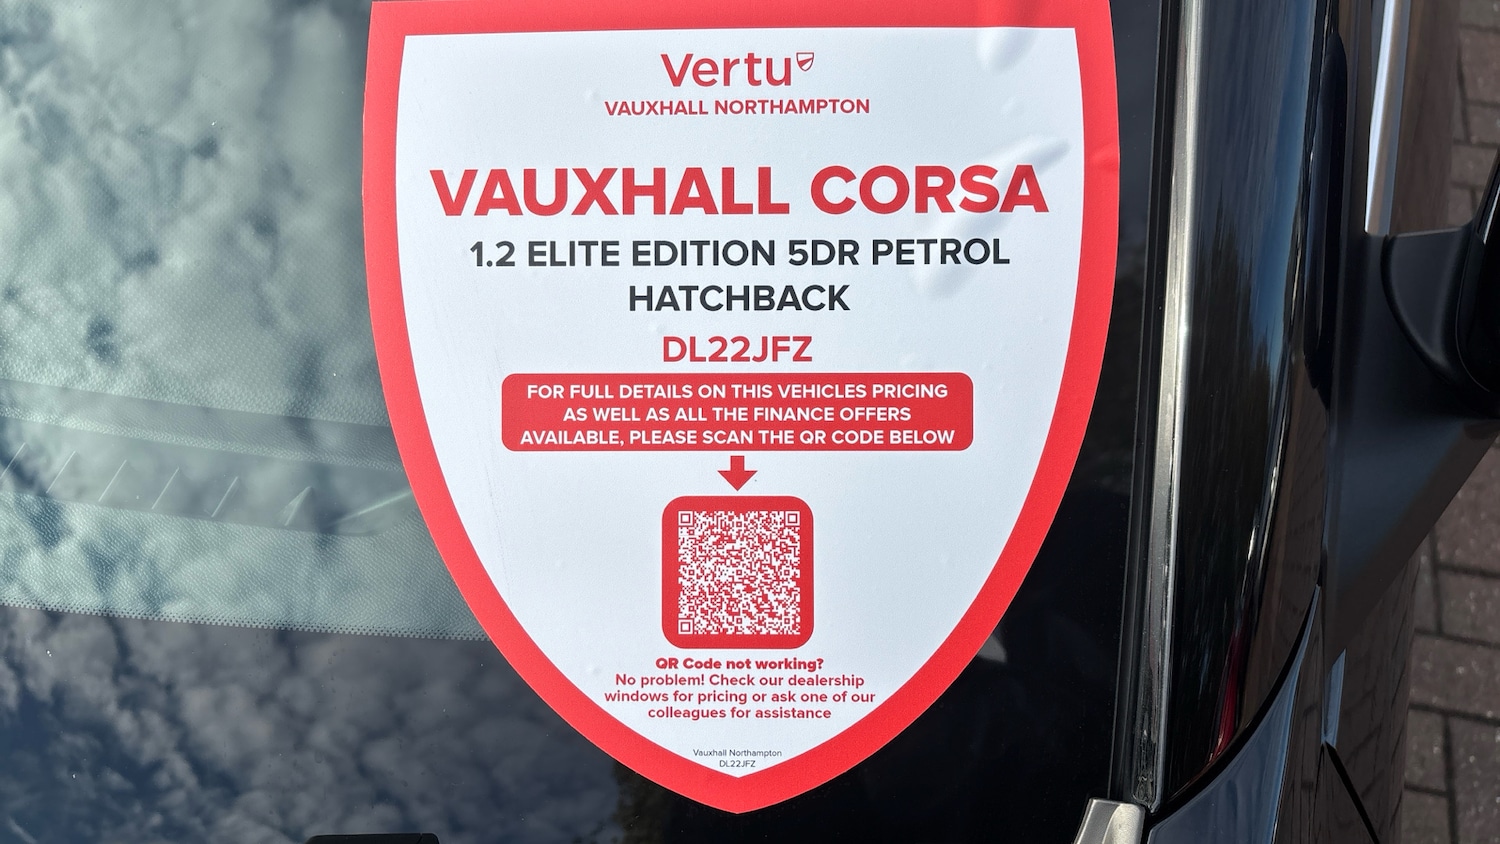 Vertu
VAUXHALL NORTHAMPTON
VAUXHALL CORSA
1.2 ELITE EDITION 5DR PETROL
HATCHBACK
DL22JFZ
FOR FULL DETAILS ON THIS VEHICLES PRICING
AS WELL AS ALL THE FINANCE OFFERS
AVAILABLE, PLEASE SCAN THE QR CODE BELOW
QR Code not working?
No problem! Check our dealership
windows for pricing or ask one of our
colleagues for assistance
Vauxhall Northampton
DL22JFZ